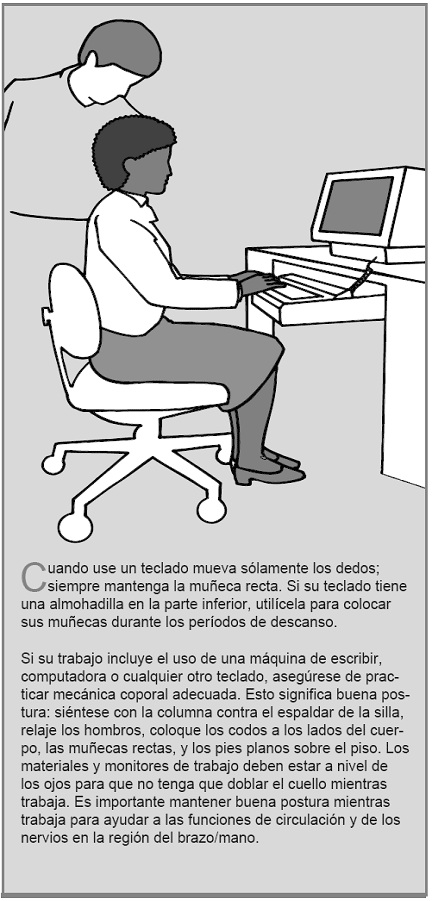 Cuando use un teclado mueva sólamente los dedos;
siempre mantenga la muñeca recta. Si su teclado tiene
una almohadilla en la parte inferior, utilícela para colocar
sus muñecas durante los períodos de descanso.
Si su trabajo incluye el uso de una máquina de escribir,
computadora o cualquier otro teclado, asegúrese de prac-
ticar mecánica coporal adecuada. Esto significa buena pos-
tura: siéntese con la columna contra el espaldar de la silla,
relaje los hombros, coloque los codos a los lados del cuer-
po, las muñecas rectas, y los pies planos sobre el piso. Los
materiales y monitores de trabajo deben estar a nivel de
los ojos para que no tenga que doblar el cuello mientras
trabaja. Es importante mantener buena postura mientras
trabaja para ayudar a las funciones de circulación y de los
nervios en la región del brazo/mano.